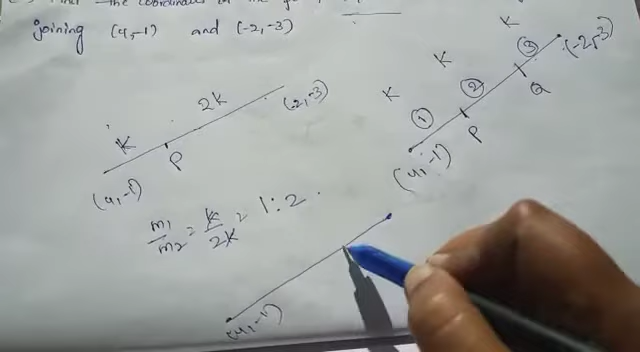 joining (4,-1) and (-2,-3)
K
K
K
①
②
③
(-2,-3)
P
Q
(4,-1)
K
2K
(-2,-3)
P
(4,-1)
m1/m2 = K/2K = 1:2.
(4,-1)